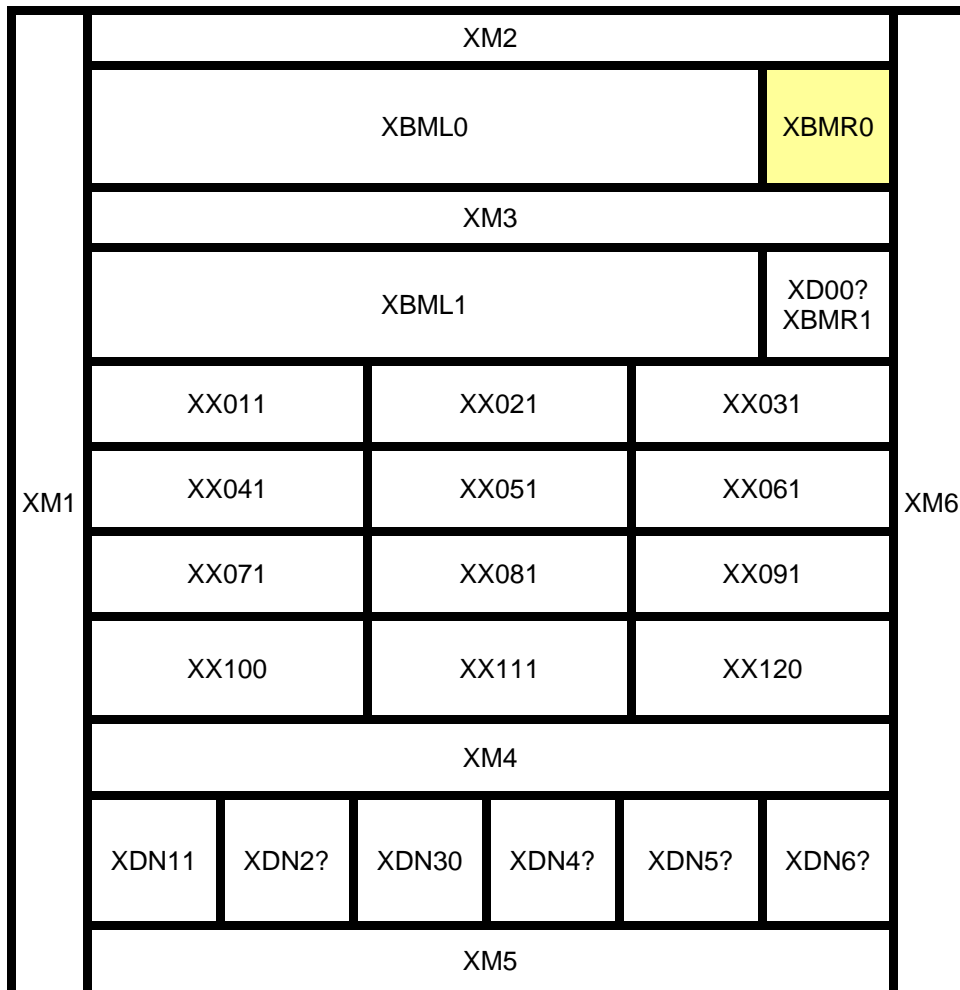 XM2
XBML0 XBMR0
XM3
XBML1 XD00?
XBMR1
XX011 XX021 XX031
XM1 XX041 XX051 XX061 XM6
XX071 XX081 XX091
XX100 XX111 XX120
XM4
XDN11 XDN2? XDN30 XDN4? XDN5? XDN6?
XM5